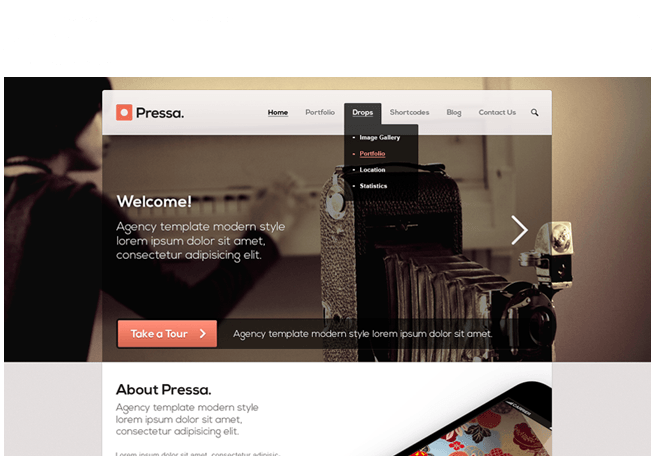 Pressa.
Home Portfolio Drops Shortcodes Blog Contact Us
Image Gallery
Portfolio
Location
Statistics
Welcome!
Agency template modern style
lorem ipsum dolor sit amet,
consectetur adipisicing elit.
Take a Tour
Agency template modern style lorem ipsum dolor sit amet.
About Pressa.
Agency template modern style
lorem ipsum dolor sit amet,
consectetur adipisicing elit.
Lorem ipsum dolor sit amet, consectetur adipisic-